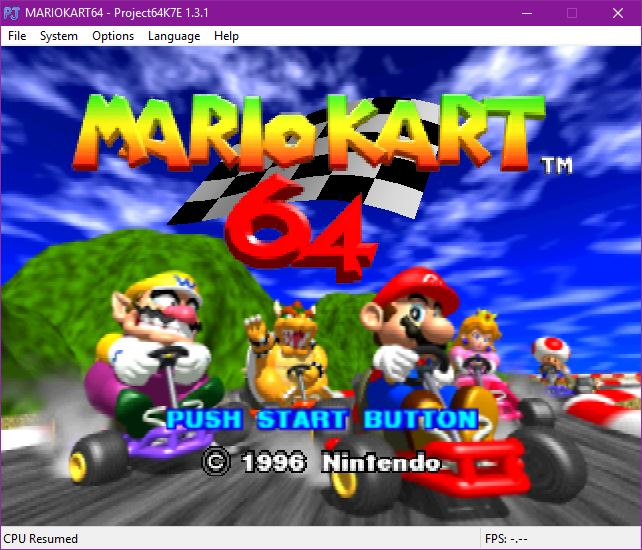 MARIOKART64 - Project64K7E 1.3.1
File System Options Language Help
MARIO KART
TM
64
PUSH START BUTTON
© 1996 Nintendo
CPU Resumed FPS: -.--